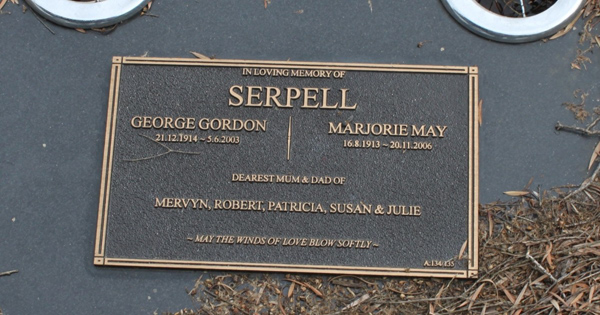 IN LOVING MEMORY OF
SERPELL
GEORGE GORDON
21.12.1914 ~ 5.6.2003
MARJORIE MAY
16.8.1913 ~ 20.11.2006
DEAREST MUM & DAD OF
MERVYN, ROBERT, PATRICIA, SUSAN & JULIE
~ MAY THE WINDS OF LOVE BLOW SOFTLY ~
A:134/135